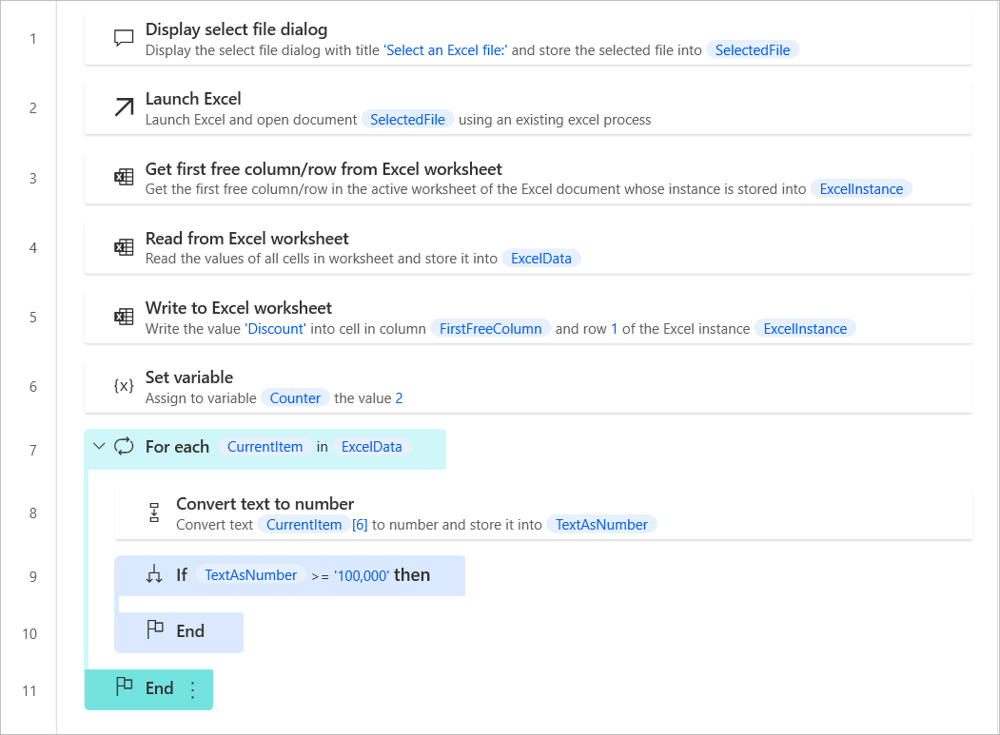 1
Display select file dialog
Display the select file dialog with title 'Select an Excel file:' and store the selected file into SelectedFile
2
Launch Excel
Launch Excel and open document SelectedFile using an existing excel process
3
Get first free column/row from Excel worksheet
Get the first free column/row in the active worksheet of the Excel document whose instance is stored into ExcelInstance
4
Read from Excel worksheet
Read the values of all cells in worksheet and store it into ExcelData
5
Write to Excel worksheet
Write the value 'Discount' into cell in column FirstFreeColumn and row 1 of the Excel instance ExcelInstance
6
{x} Set variable
Assign to variable Counter the value 2
7
For each CurrentItem in ExcelData
8
Convert text to number
Convert text CurrentItem [6] to number and store it into TextAsNumber
9
If TextAsNumber >= '100,000' then
10
End
11
End